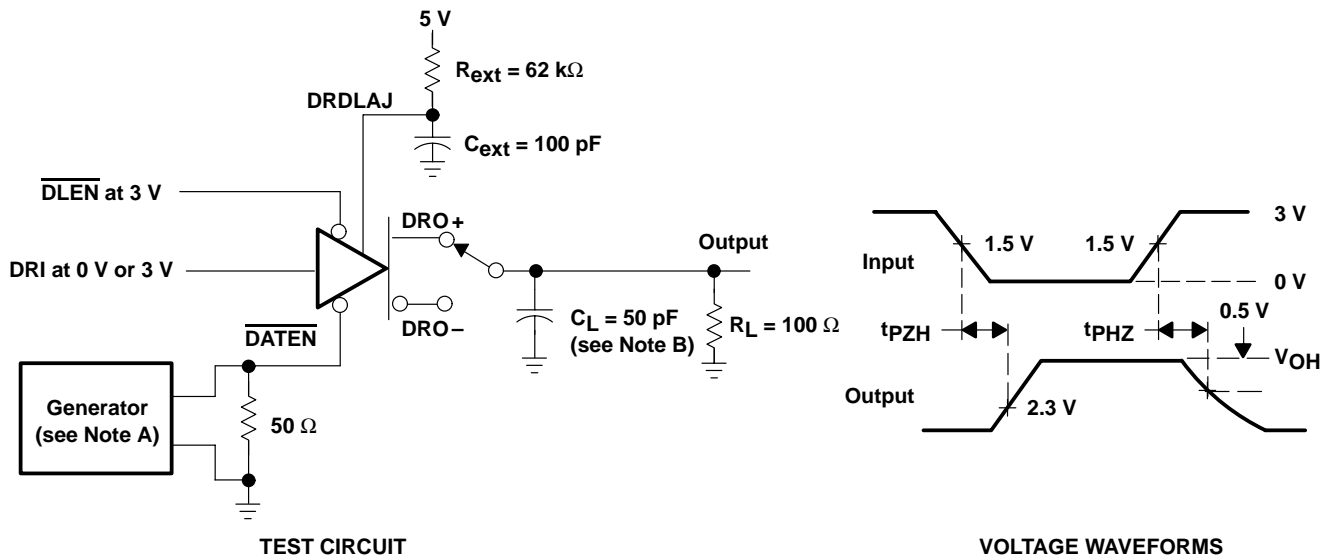 5 V
Rext = 62 kΩ
DRDLAJ
Cext = 100 pF
DLEN at 3 V
DRO+
Output
DRI at 0 V or 3 V
DRO−
DATEN
CL = 50 pF
(see Note B)
RL = 100 Ω
Generator
(see Note A)
50 Ω
TEST CIRCUIT
3 V
1.5 V
1.5 V
Input
0 V
0.5 V
tPZH
tPHZ
VOH
Output
2.3 V
VOLTAGE WAVEFORMS